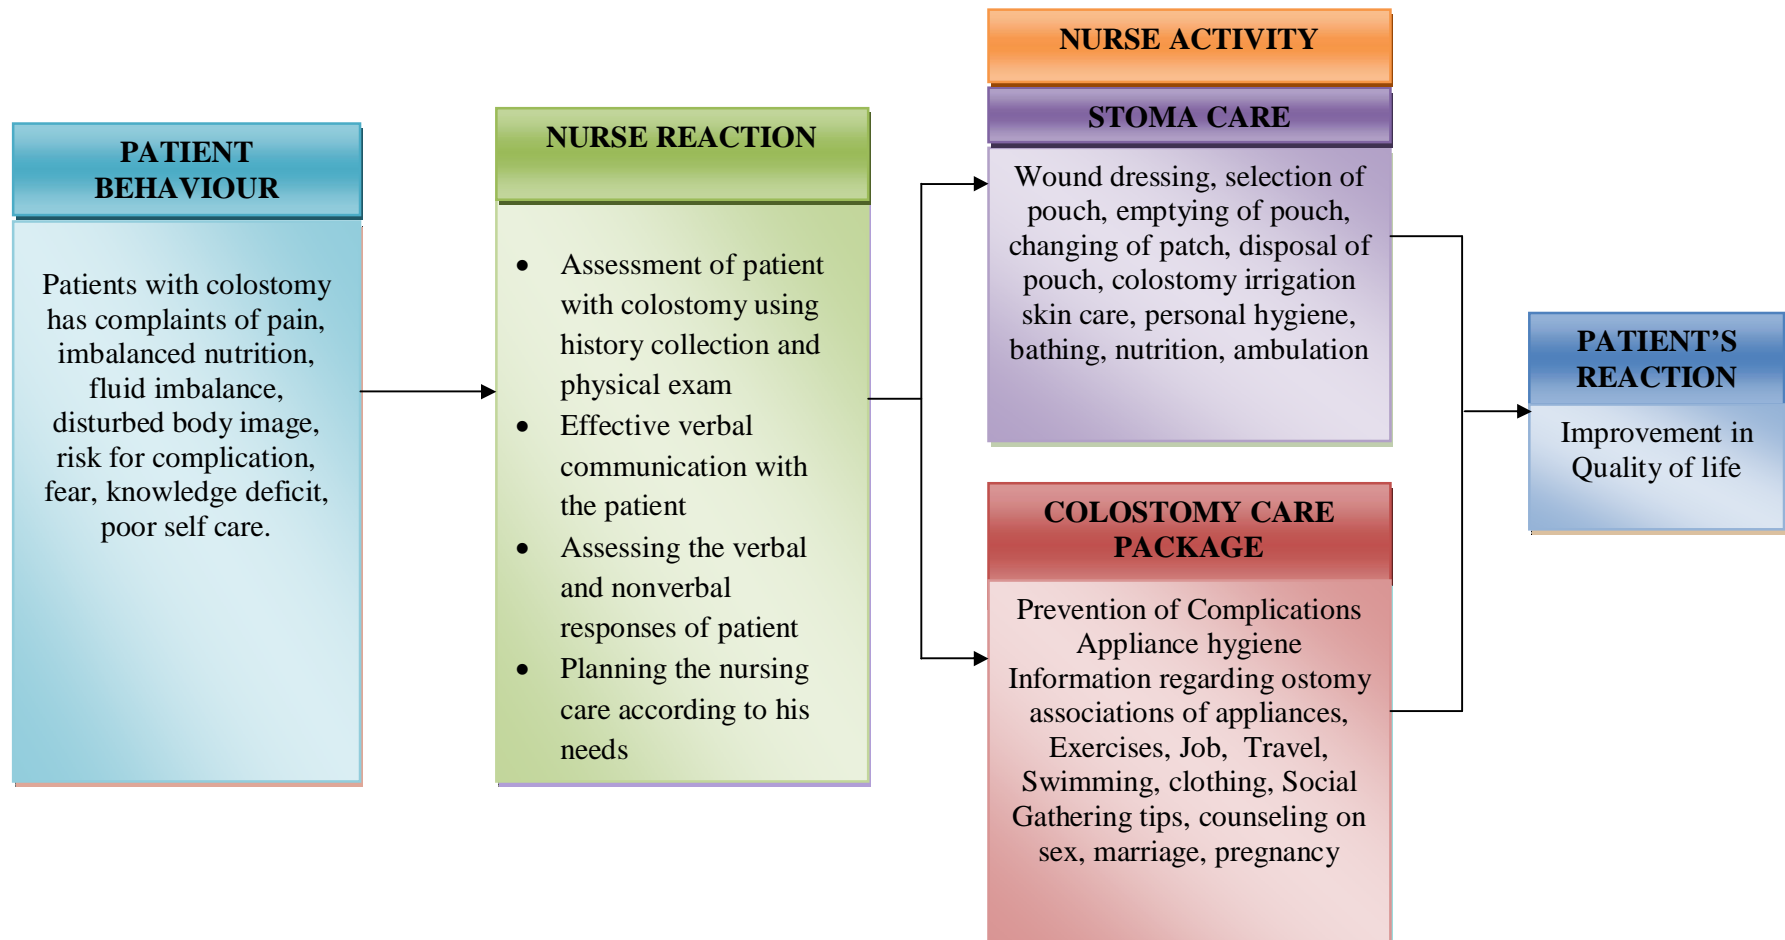 PATIENT
BEHAVIOUR
Patients with colostomy
has complaints of pain,
imbalanced nutrition,
fluid imbalance,
disturbed body image,
risk for complication,
fear, knowledge deficit,
poor self care.
NURSE REACTION
• Assessment of patient
with colostomy using
history collection and
physical exam
• Effective verbal
communication with
the patient
• Assessing the verbal
and nonverbal
responses of patient
• Planning the nursing
care according to his
needs
NURSE ACTIVITY
STOMA CARE
Wound dressing, selection of
pouch, emptying of pouch,
changing of patch, disposal of
pouch, colostomy irrigation
skin care, personal hygiene,
bathing, nutrition, ambulation
COLOSTOMY CARE
PACKAGE
Prevention of Complications
Appliance hygiene
Information regarding ostomy
associations of appliances,
Exercises, Job, Travel,
Swimming, clothing, Social
Gathering tips, counseling on
sex, marriage, pregnancy
PATIENT’S
REACTION
Improvement in
Quality of life